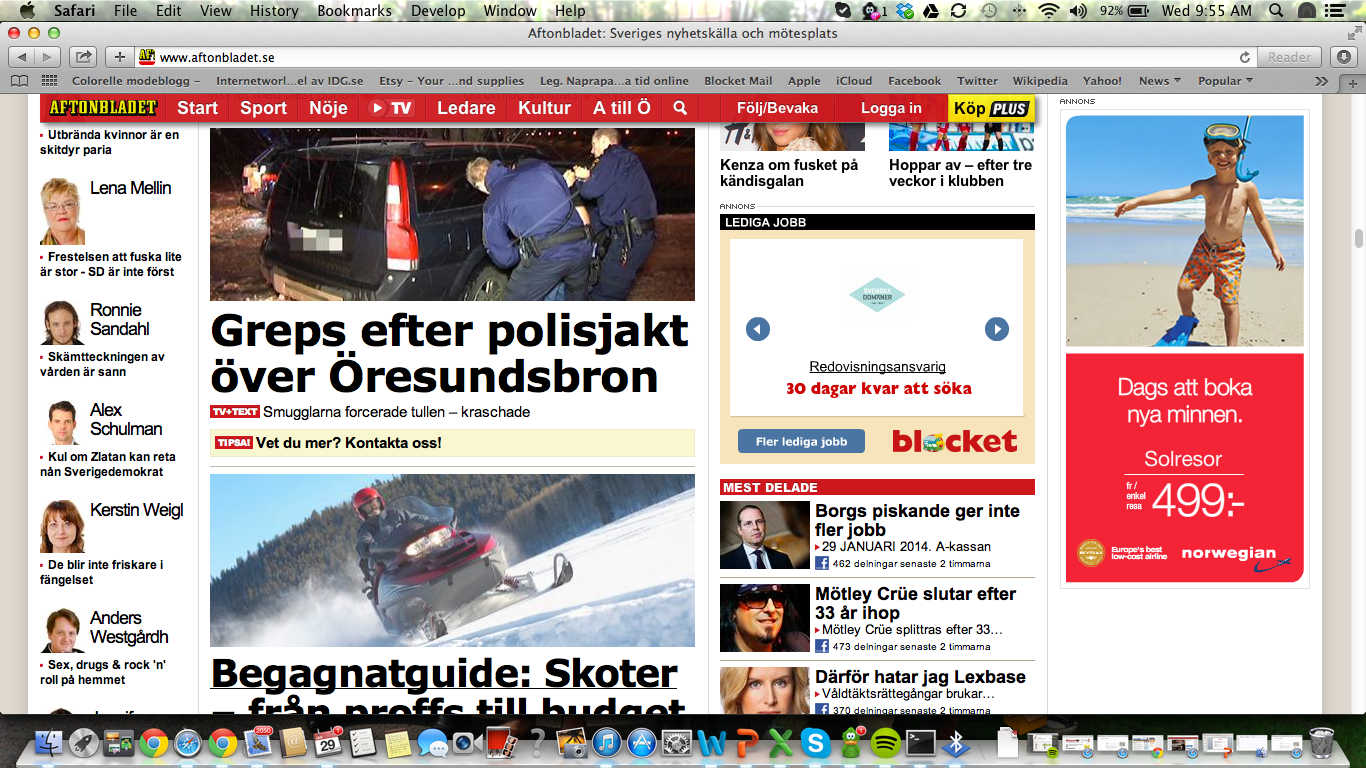 Safari File Edit View History Bookmarks Develop Window Help 1 92% Wed 9:55 AM
Aftonbladet: Sveriges nyhetskälla och mötesplats
www.aftonbladet.se Reader
Colorelle modeblogg – Internetworl...el av IDG.se Etsy - Your ...nd supplies Leg. Naprapa...a tid online Blocket Mail Apple iCloud Facebook Twitter Wikipedia Yahoo! News Popular
AFTONBLADET Start Sport Nöje TV Ledare Kultur A till Ö Följ/Bevaka Logga in Köp PLUS
Utbrända kvinnor är en
skitdyr paria
Lena Mellin
Frestelsen att fuska lite
är stor - SD är inte först
Ronnie
Sandahl
Skämtteckningen av
vården är sann
Alex
Schulman
Kul om Zlatan kan reta
nån Sverigedemokrat
Kerstin Weigl
De blir inte friskare i
fängelset
Anders
Westgårdh
Sex, drugs & rock 'n'
roll på hemmet
Greps efter polisjakt
över Öresundsbron
TV+TEXT Smugglarna forcerade tullen – kraschade
TIPSA! Vet du mer? Kontakta oss!
Begagnatguide: Skoter
– från proffs till budget
H&
Kenza om fusket på
kändisgalan
Hoppar av – efter tre
veckor i klubben
ANNONS
LEDIGA JOBB
SVENSKA
DOMÄNER
Redovisningsansvarig
30 dagar kvar att söka
Fler lediga jobb blocket
MEST DELADE
Borgs piskande ger inte
fler jobb
29 JANUARI 2014. A-kassan
462 delningar senaste 2 timmarna
Mötley Crüe slutar efter
33 år ihop
Mötley Crüe splittras efter 33...
473 delningar senaste 2 timmarna
Därför hatar jag Lexbase
Våldtäktsrättegångar brukar...
370 delningar senaste 2 timmarna
ANNONS
Dags att boka
nya minnen.
Solresor
fr/
enkel
resa
499:-
Europe's best
low-cost airline
norwegian
2050
29
1
1